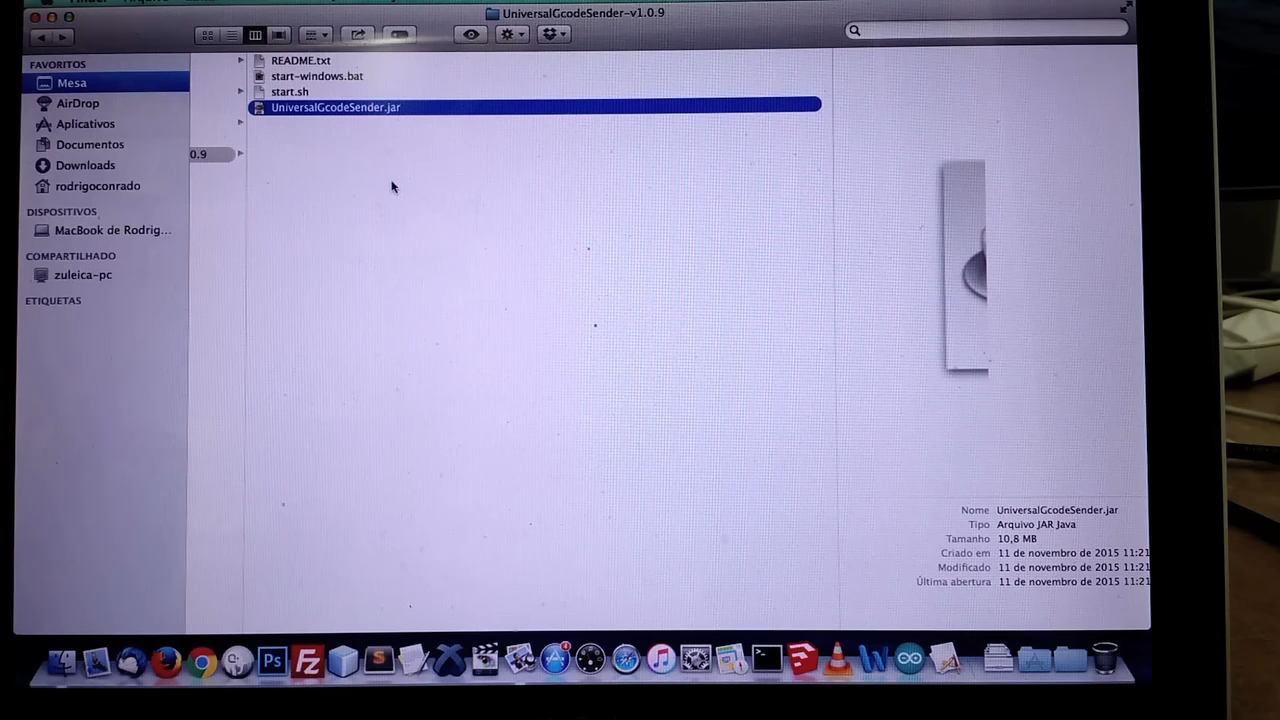 Finder
UniversalGcodeSender-v1.0.9
FAVORITOS
Mesa
AirDrop
Aplicativos
Documentos
Downloads
rodrigoconrado
DISPOSITIVOS
MacBook de Rodrig...
COMPARTILHADO
zuleica-pc
ETIQUETAS
0.9
README.txt
start-windows.bat
start.sh
UniversalGcodeSender.jar
Nome UniversalGcodeSender.jar
Tipo Arquivo JAR Java
Tamanho 10,8 MB
Criado em 11 de novembro de 2015 11:21
Modificado 11 de novembro de 2015 11:21
Última abertura 11 de novembro de 2015 11:21
Ps
Fz
S
W